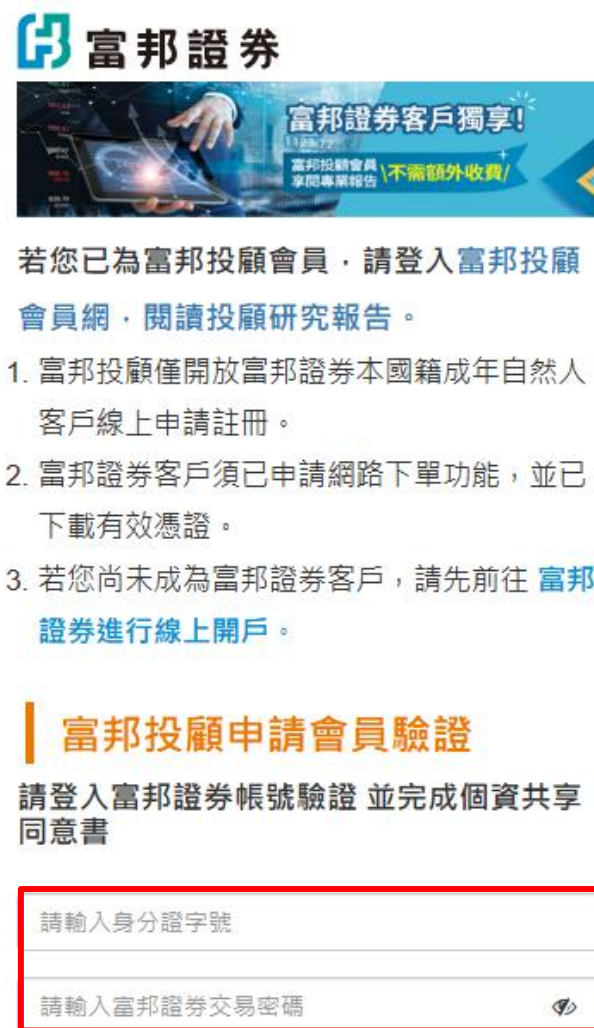 富邦證券
富邦證券客戶獨享!
富邦投顧會員
享閱專業報告
\不需額外收費/
若您已為富邦投顧會員，請登入富邦投顧
會員網，閱讀投顧研究報告。
1. 富邦投顧僅開放富邦證券本國籍成年自然人
客戶線上申請註冊。
2. 富邦證券客戶須已申請網路下單功能，並已
下載有效憑證。
3. 若您尚未成為富邦證券客戶，請先前往 富邦
證券進行線上開戶。
富邦投顧申請會員驗證
請登入富邦證券帳號驗證 並完成個資共享
同意書
請輸入身分證字號
請輸入富邦證券交易密碼